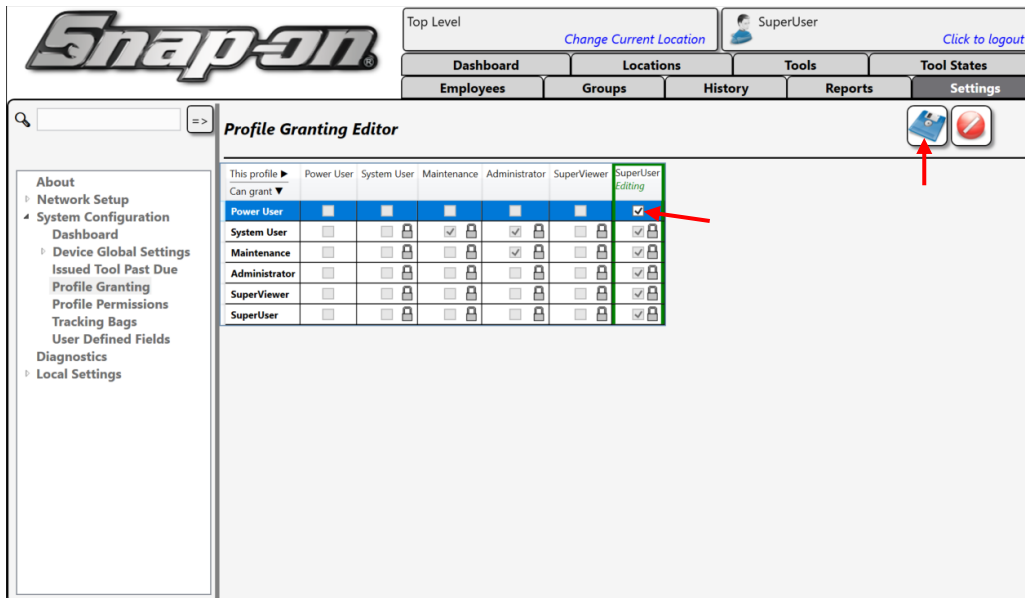 Snap-on
Top Level
Change Current Location
SuperUser
Click to logout
Dashboard
Locations
Tools
Tool States
Employees
Groups
History
Reports
Settings
=>
Profile Granting Editor
About
Network Setup
System Configuration
Dashboard
Device Global Settings
Issued Tool Past Due
Profile Granting
Profile Permissions
Tracking Bags
User Defined Fields
Diagnostics
Local Settings
This profile ▶
Can grant ▼
Power User
System User
Maintenance
Administrator
SuperViewer
SuperUser
Editing
Power User
System User
Maintenance
Administrator
SuperViewer
SuperUser